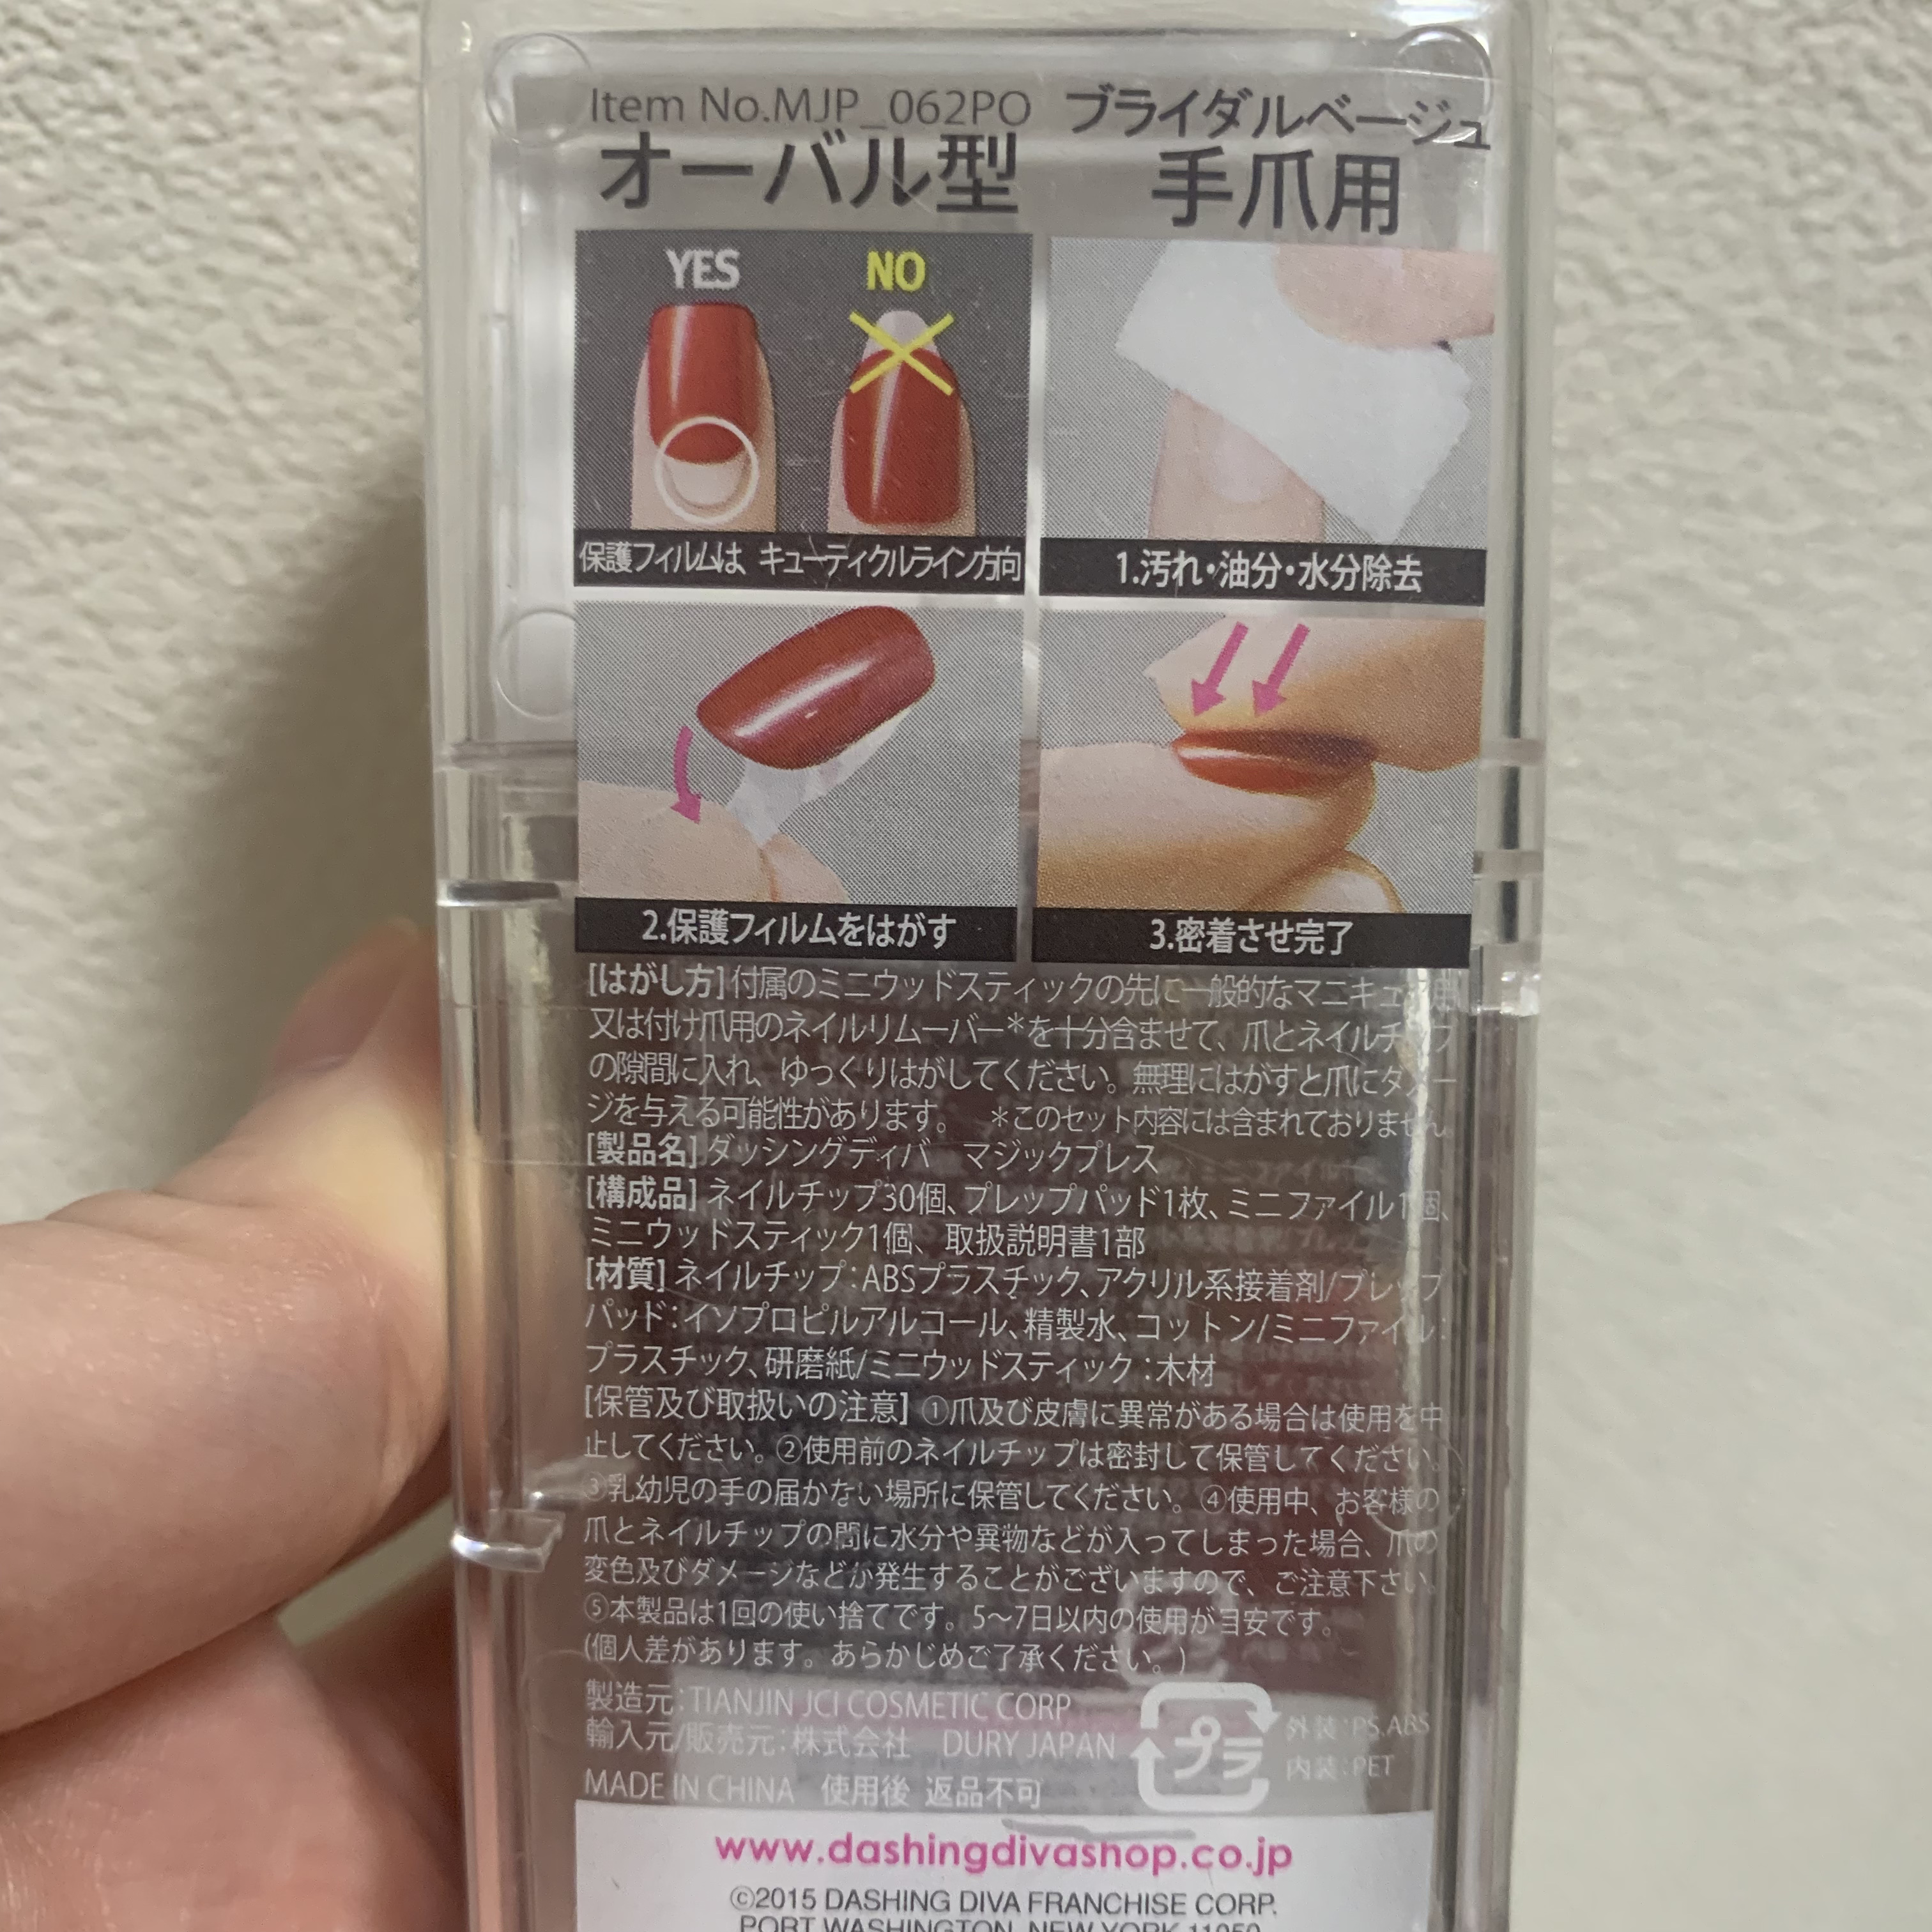 Item No.MJP_062PO ブライダルベージュ
オーバル型 手爪用
YES NO
保護フィルムは、キューティクルライン方向
1.汚れ・油分・水分除去
2.保護フィルムをはがす
3.密着させ完了
[はがし方]付属のミニウッドスティックの先に一般的なマニキュア用
又は付け爪用のネイルリムーバー*を十分含ませて、爪とネイルチップ
の隙間に入れ、ゆっくりはがしてください。無理にはがすと爪にダメー
ジを与える可能性があります。 *このセット内容には含まれておりません。
[製品名]ダッシングディバ マジックプレス
[構成品]ネイルチップ30個、プレップパッド1枚、ミニファイル1個、
ミニウッドスティック1個、取扱説明書1部
[材質]ネイルチップ:ABSプラスチック、アクリル系接着剤/プレップ
パッド:イソプロピルアルコール、精製水、コットン/ミニファイル:
プラスチック、研磨紙/ミニウッドスティック:木材
[保管及び取扱いの注意]①爪及び皮膚に異常がある場合は使用を中
止してください。②使用前のネイルチップは密封して保管してください。
③乳幼児の手の届かない場所に保管してください。④使用中、お客様の
爪とネイルチップの間に水分や異物などが入ってしまった場合、爪の
変色及びダメージなどが発生することがございますので、ご注意下さい。
⑤本製品は1回の使い捨てです。5〜7日以内の使用が目安です。
(個人差があります。あらかじめご了承ください。)
製造元:TIANJIN JCI COSMETIC CORP
輸入元/販売元:株式会社 DURY JAPAN
MADE IN CHINA 使用後 返品不可
プラ
外装:PS,ABS
内装:PET
www.dashingdivashop.co.jp
©2015 DASHING DIVA FRANCHISE CORP.
PORT WASHINGTON, NEW YORK 11050